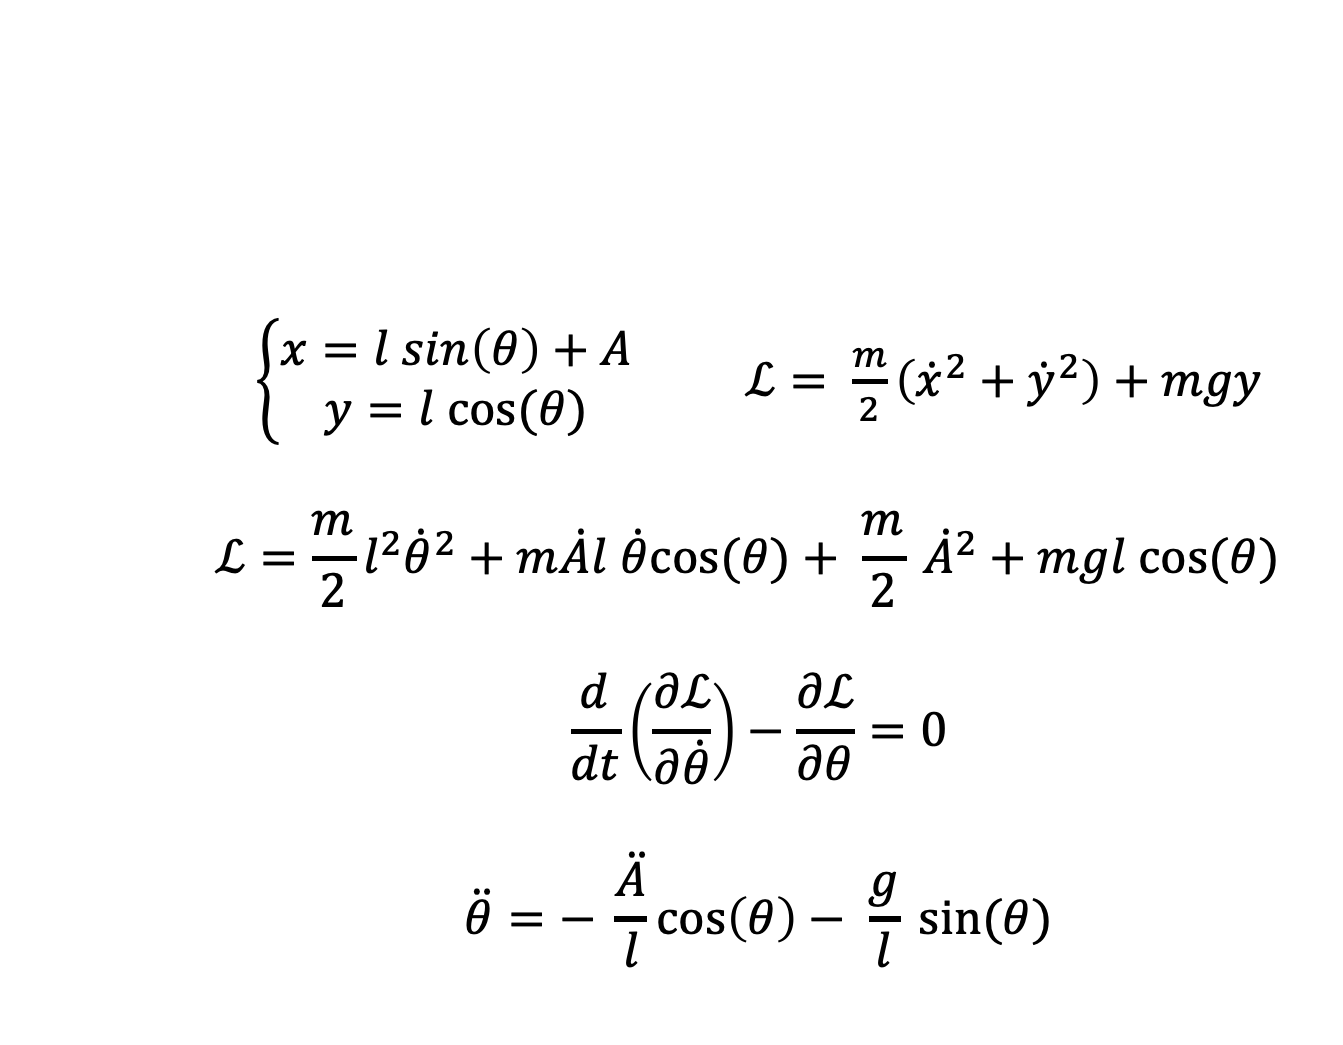 {x = l sin(θ) + A    ℒ = m/2 (ẋ² + ẏ²) + mgy
y = l cos(θ)
ℒ = m/2 l²θ̇² + mȦl θ̇cos(θ) + m/2 Ȧ² + mgl cos(θ)
d/dt (∂ℒ/∂θ̇) − ∂ℒ/∂θ = 0
θ̈ = − Ä/l cos(θ) − g/l sin(θ)